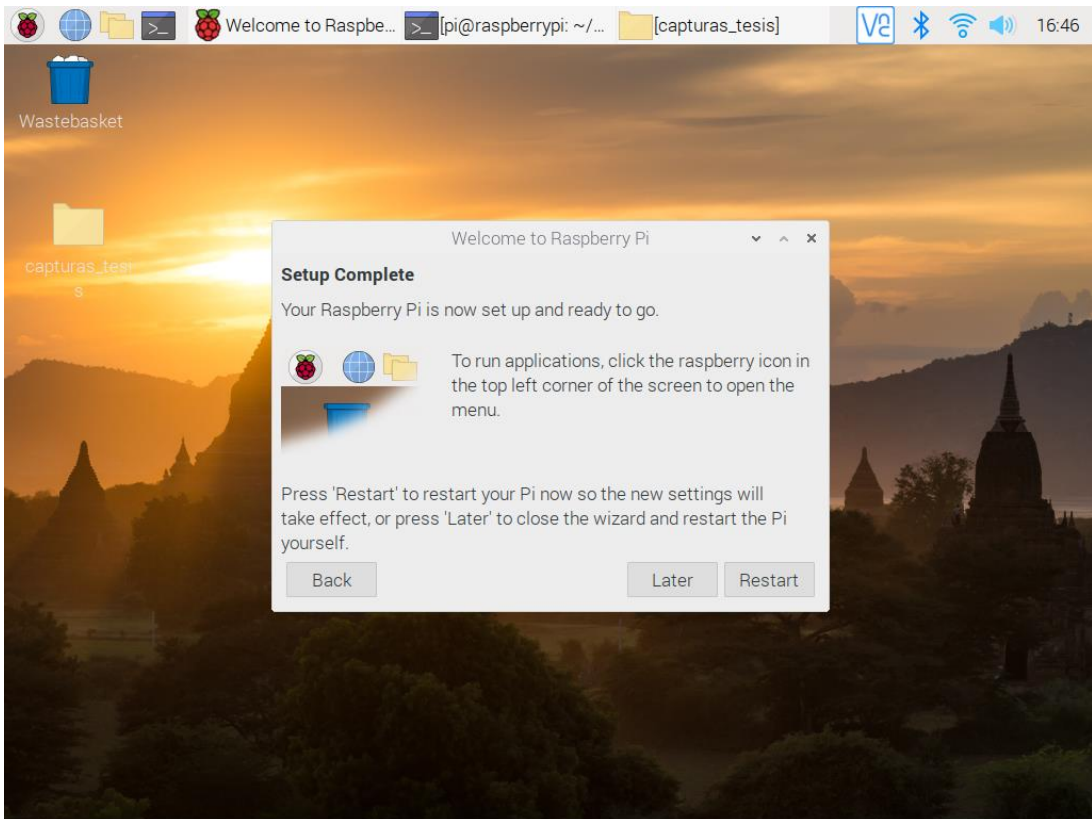 Welcome to Raspbe... [pi@raspberrypi: ~/... [capturas_tesis] 16:46
Wastebasket
capturas_tesi
s
Welcome to Raspberry Pi
Setup Complete
Your Raspberry Pi is now set up and ready to go.
To run applications, click the raspberry icon in
the top left corner of the screen to open the
menu.
Press 'Restart' to restart your Pi now so the new settings will
take effect, or press 'Later' to close the wizard and restart the Pi
yourself.
Back Later Restart